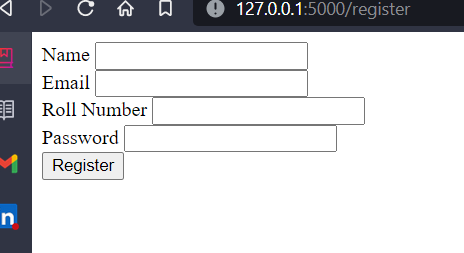 127.0.0.1:5000/register
Name
Email
Roll Number
Password
Register
n